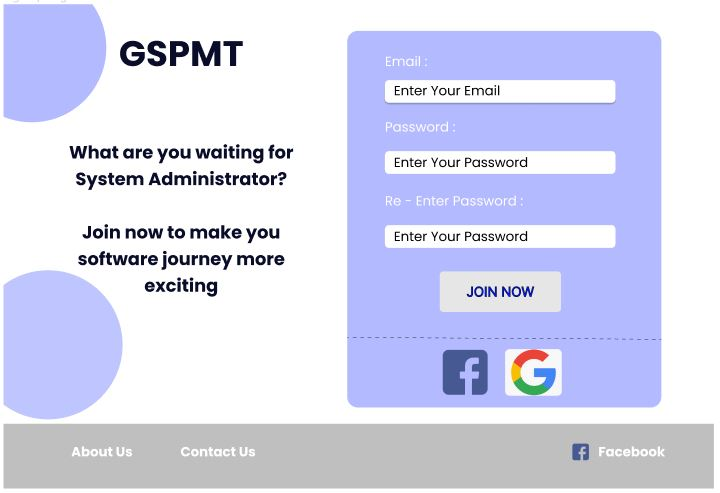 GSPMT
What are you waiting for
System Administrator?
Join now to make you
software journey more
exciting
Email :
Enter Your Email
Password :
Enter Your Password
Re - Enter Password :
Enter Your Password
JOIN NOW
About Us
Contact Us
Facebook